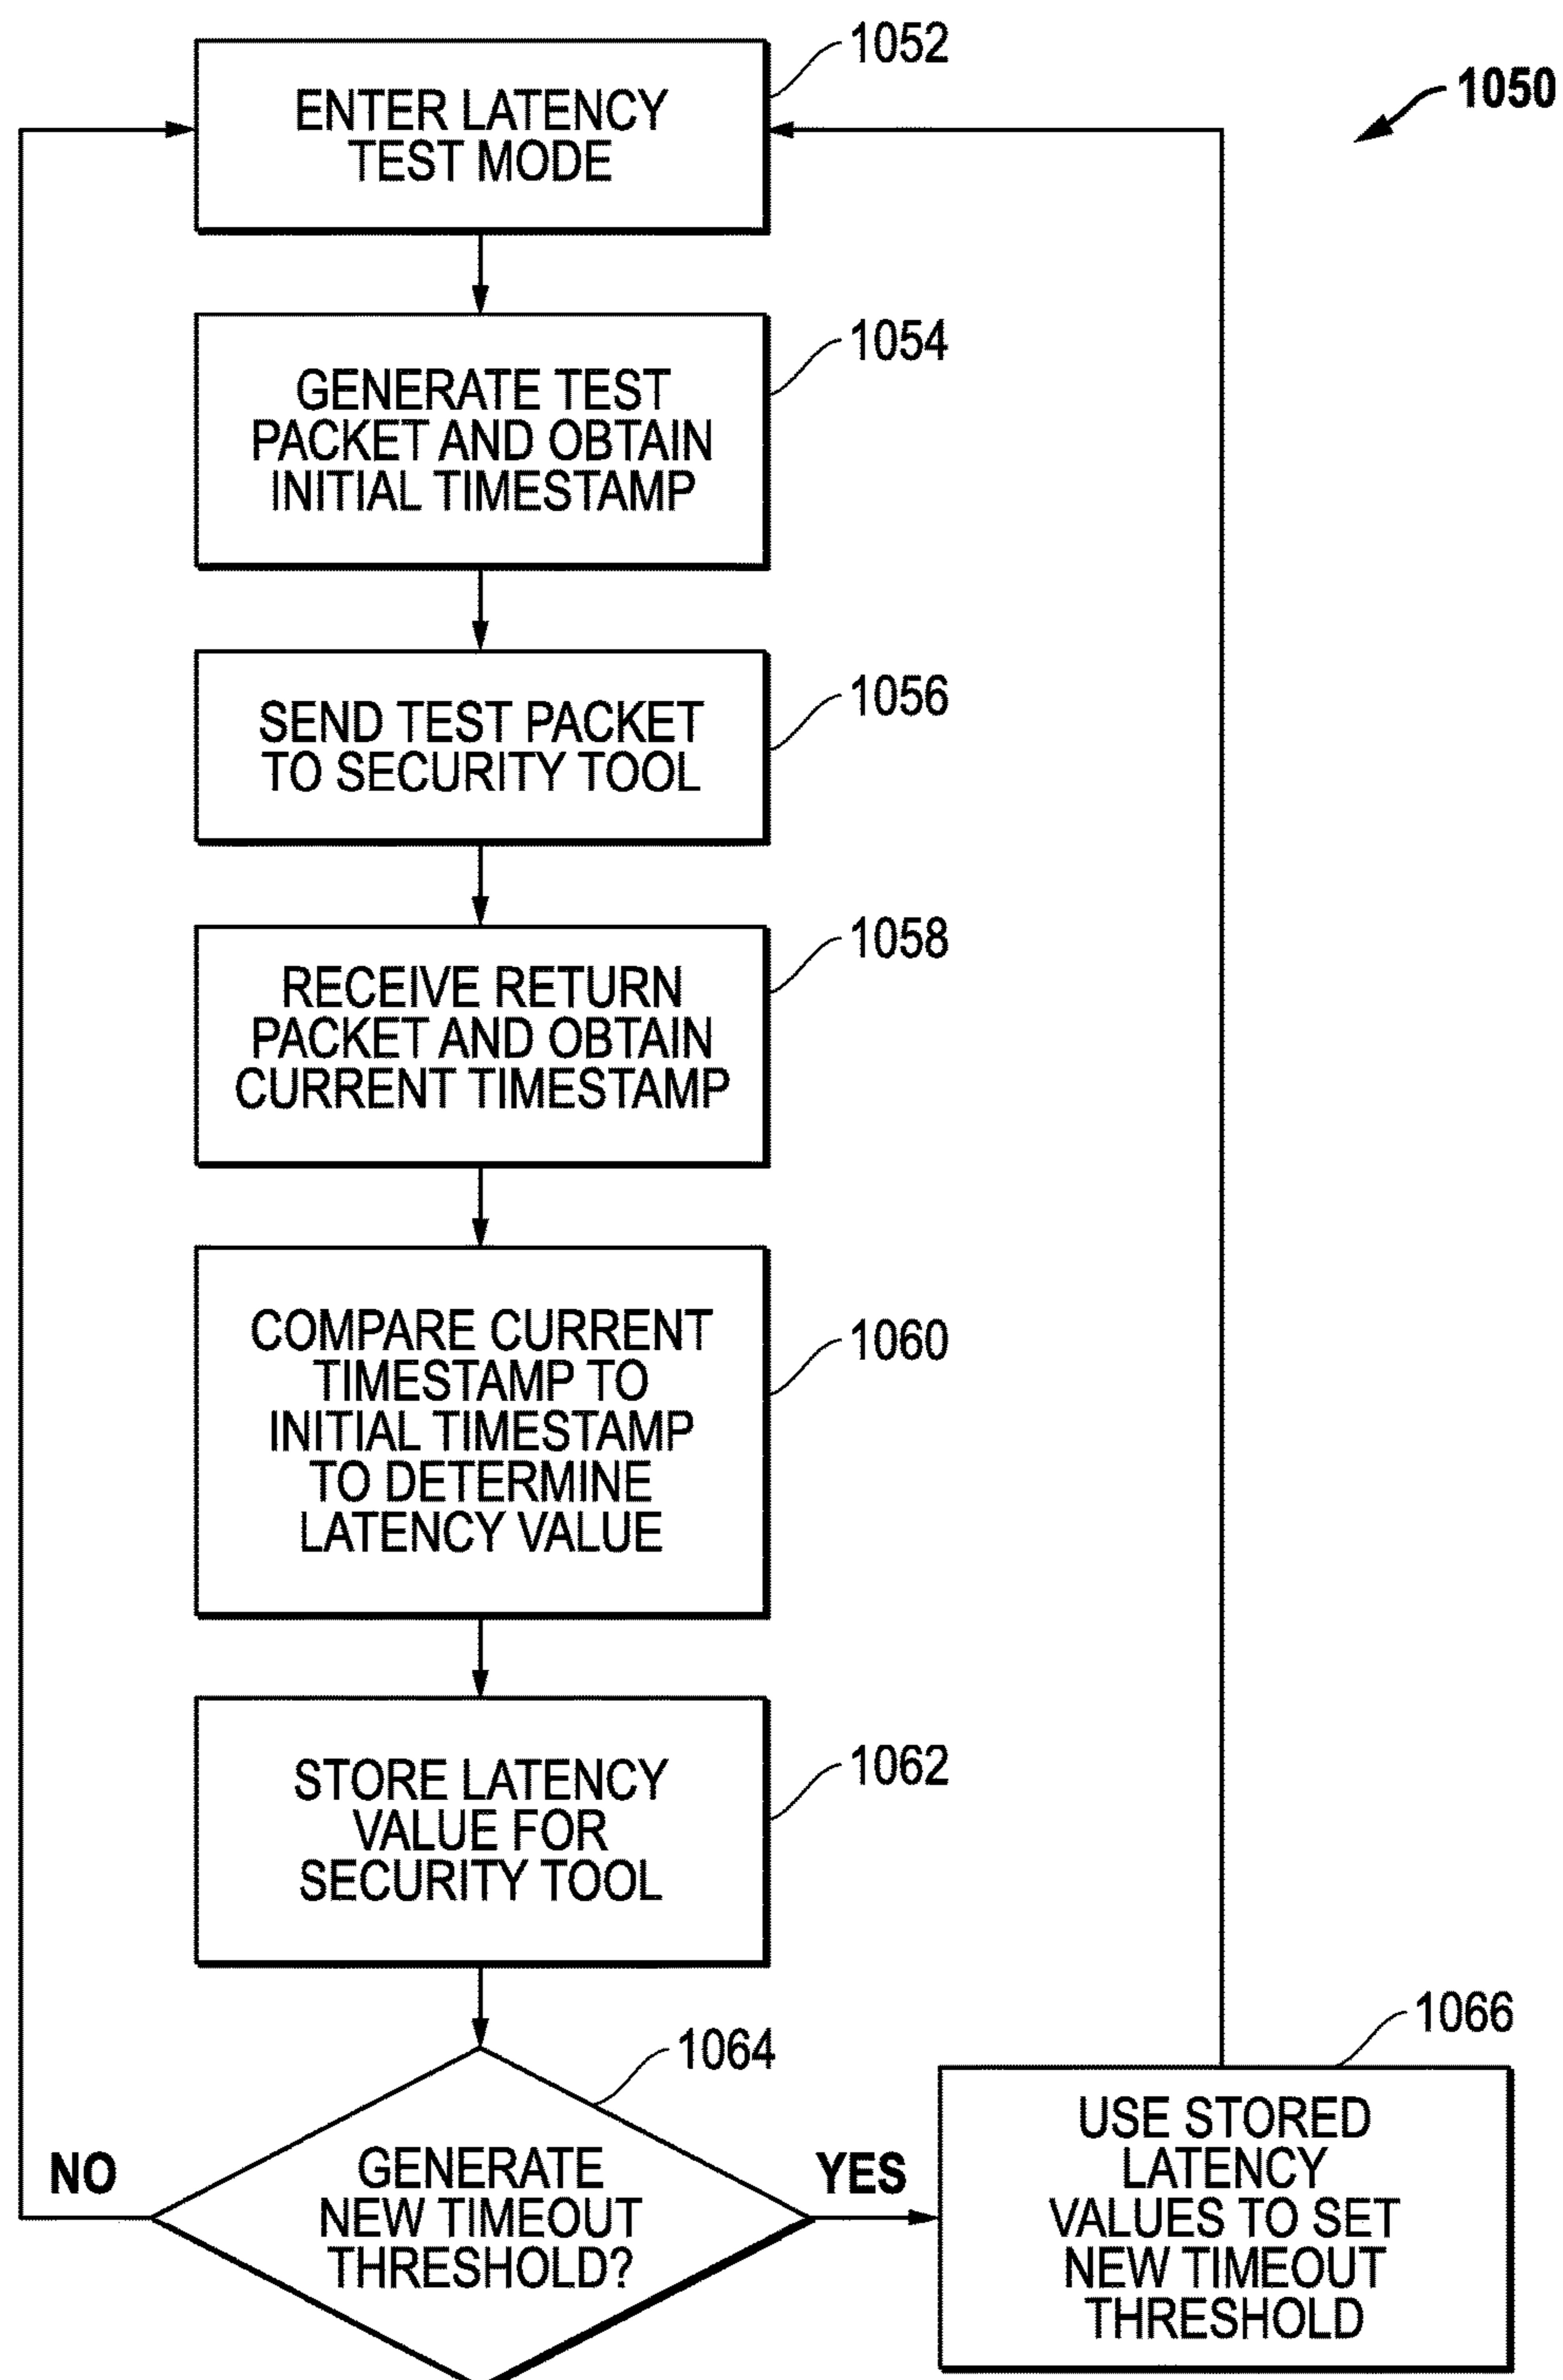 1050
1052
ENTER LATENCY
TEST MODE
1054
GENERATE TEST
PACKET AND OBTAIN
INITIAL TIMESTAMP
1056
SEND TEST PACKET
TO SECURITY TOOL
1058
RECEIVE RETURN
PACKET AND OBTAIN
CURRENT TIMESTAMP
1060
COMPARE CURRENT
TIMESTAMP TO
INITIAL TIMESTAMP
TO DETERMINE
LATENCY VALUE
1062
STORE LATENCY
VALUE FOR
SECURITY TOOL
1064
GENERATE
NEW TIMEOUT
THRESHOLD?
NO
YES
1066
USE STORED
LATENCY
VALUES TO SET
NEW TIMEOUT
THRESHOLD